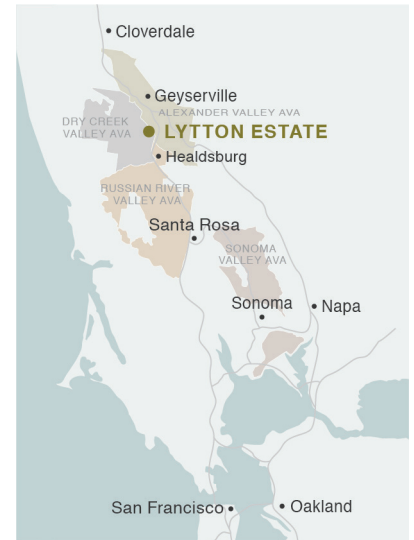 Cloverdale
Geyserville
ALEXANDER VALLEY AVA
DRY CREEK
VALLEY AVA
LYTTON ESTATE
Healdsburg
RUSSIAN RIVER
VALLEY AVA
Santa Rosa
SONOMA
VALLEY AVA
Sonoma
Napa
San Francisco
Oakland